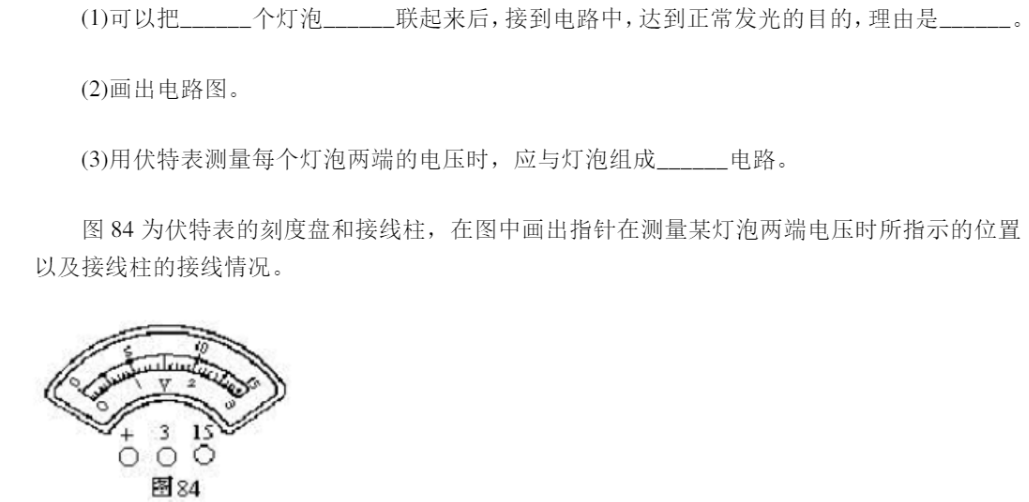 (1)可以把______个灯泡______联起来后,接到电路中,达到正常发光的目的,理由是______。
(2)画出电路图。
(3)用伏特表测量每个灯泡两端的电压时，应与灯泡组成______电路。
图 84 为伏特表的刻度盘和接线柱，在图中画出指针在测量某灯泡两端电压时所指示的位置
以及接线柱的接线情况。
0 5 10 15
0 1 V 2 3
+ 3 15
图84